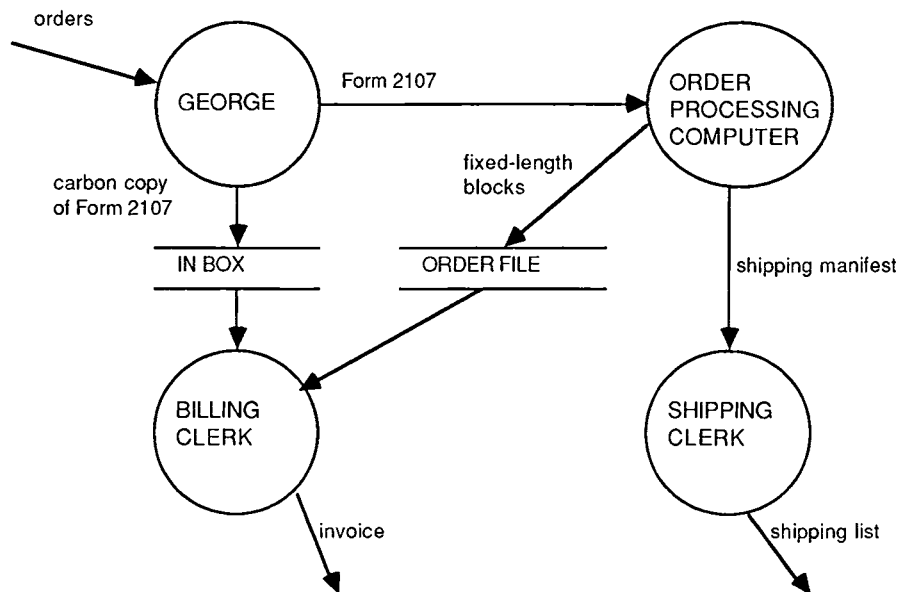 orders
GEORGE
Form 2107
ORDER
PROCESSING
COMPUTER
carbon copy
of Form 2107
fixed-length
blocks
IN BOX
ORDER FILE
shipping manifest
BILLING
CLERK
SHIPPING
CLERK
invoice
shipping list